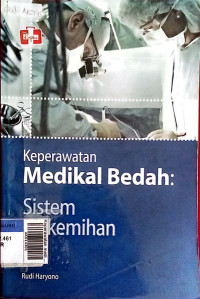 Keperawatan
Medikal Bedah:
Sistem
kemihan
Rudi Haryono